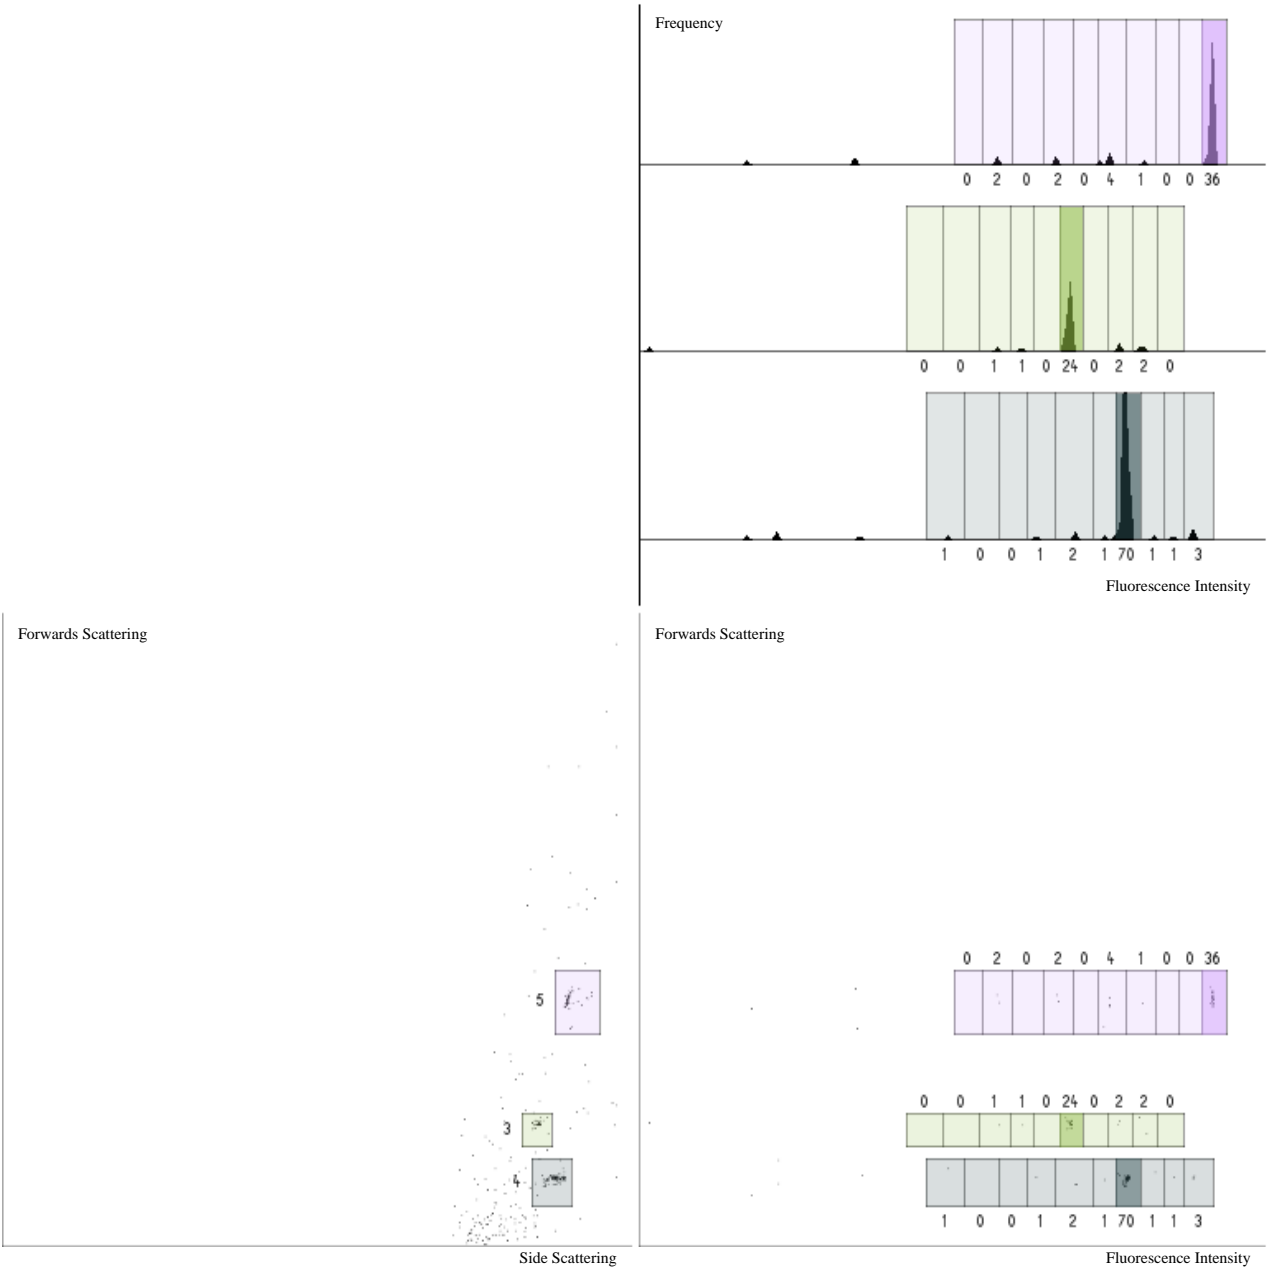 Frequency
0 2 0 2 0 4 1 0 0 36
0 0 1 1 0 24 0 2 2 0
1 0 0 1 2 1 70 1 1 3
Fluorescence Intensity
Forwards Scattering
5
3
4
Side Scattering
Forwards Scattering
0 2 0 2 0 4 1 0 0 36
0 0 1 1 0 24 0 2 2 0
1 0 0 1 2 1 70 1 1 3
Fluorescence Intensity